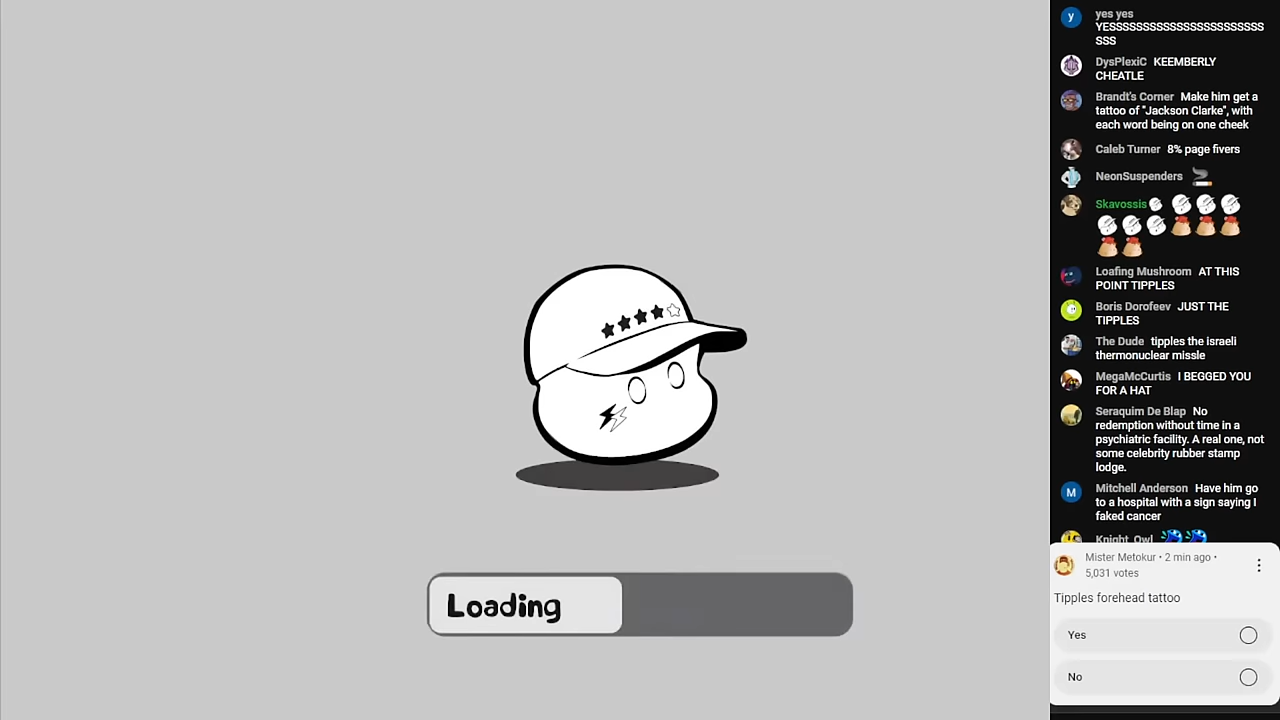 Loading
yes yes
YESSSSSSSSSSSSSSSSSSSSSSS
SSS
DysPlexiC KEEMBERLY
CHEATLE
Brandt's Corner Make him get a
tattoo of "Jackson Clarke", with
each word being on one cheek
Caleb Turner 8% page fivers
NeonSuspenders
Skavossis
Loafing Mushroom AT THIS
POINT TIPPLES
Boris Dorofeev JUST THE
TIPPLES
The Dude tipples the israeli
thermonuclear missle
MegaMcCurtis I BEGGED YOU
FOR A HAT
Seraquim De Blap No
redemption without time in a
psychiatric facility. A real one, not
some celebrity rubber stamp
lodge.
Mitchell Anderson Have him go
to a hospital with a sign saying I
faked cancer
Knight_Owl
Mister Metokur • 2 min ago •
5,031 votes
Tipples forehead tattoo
Yes
No